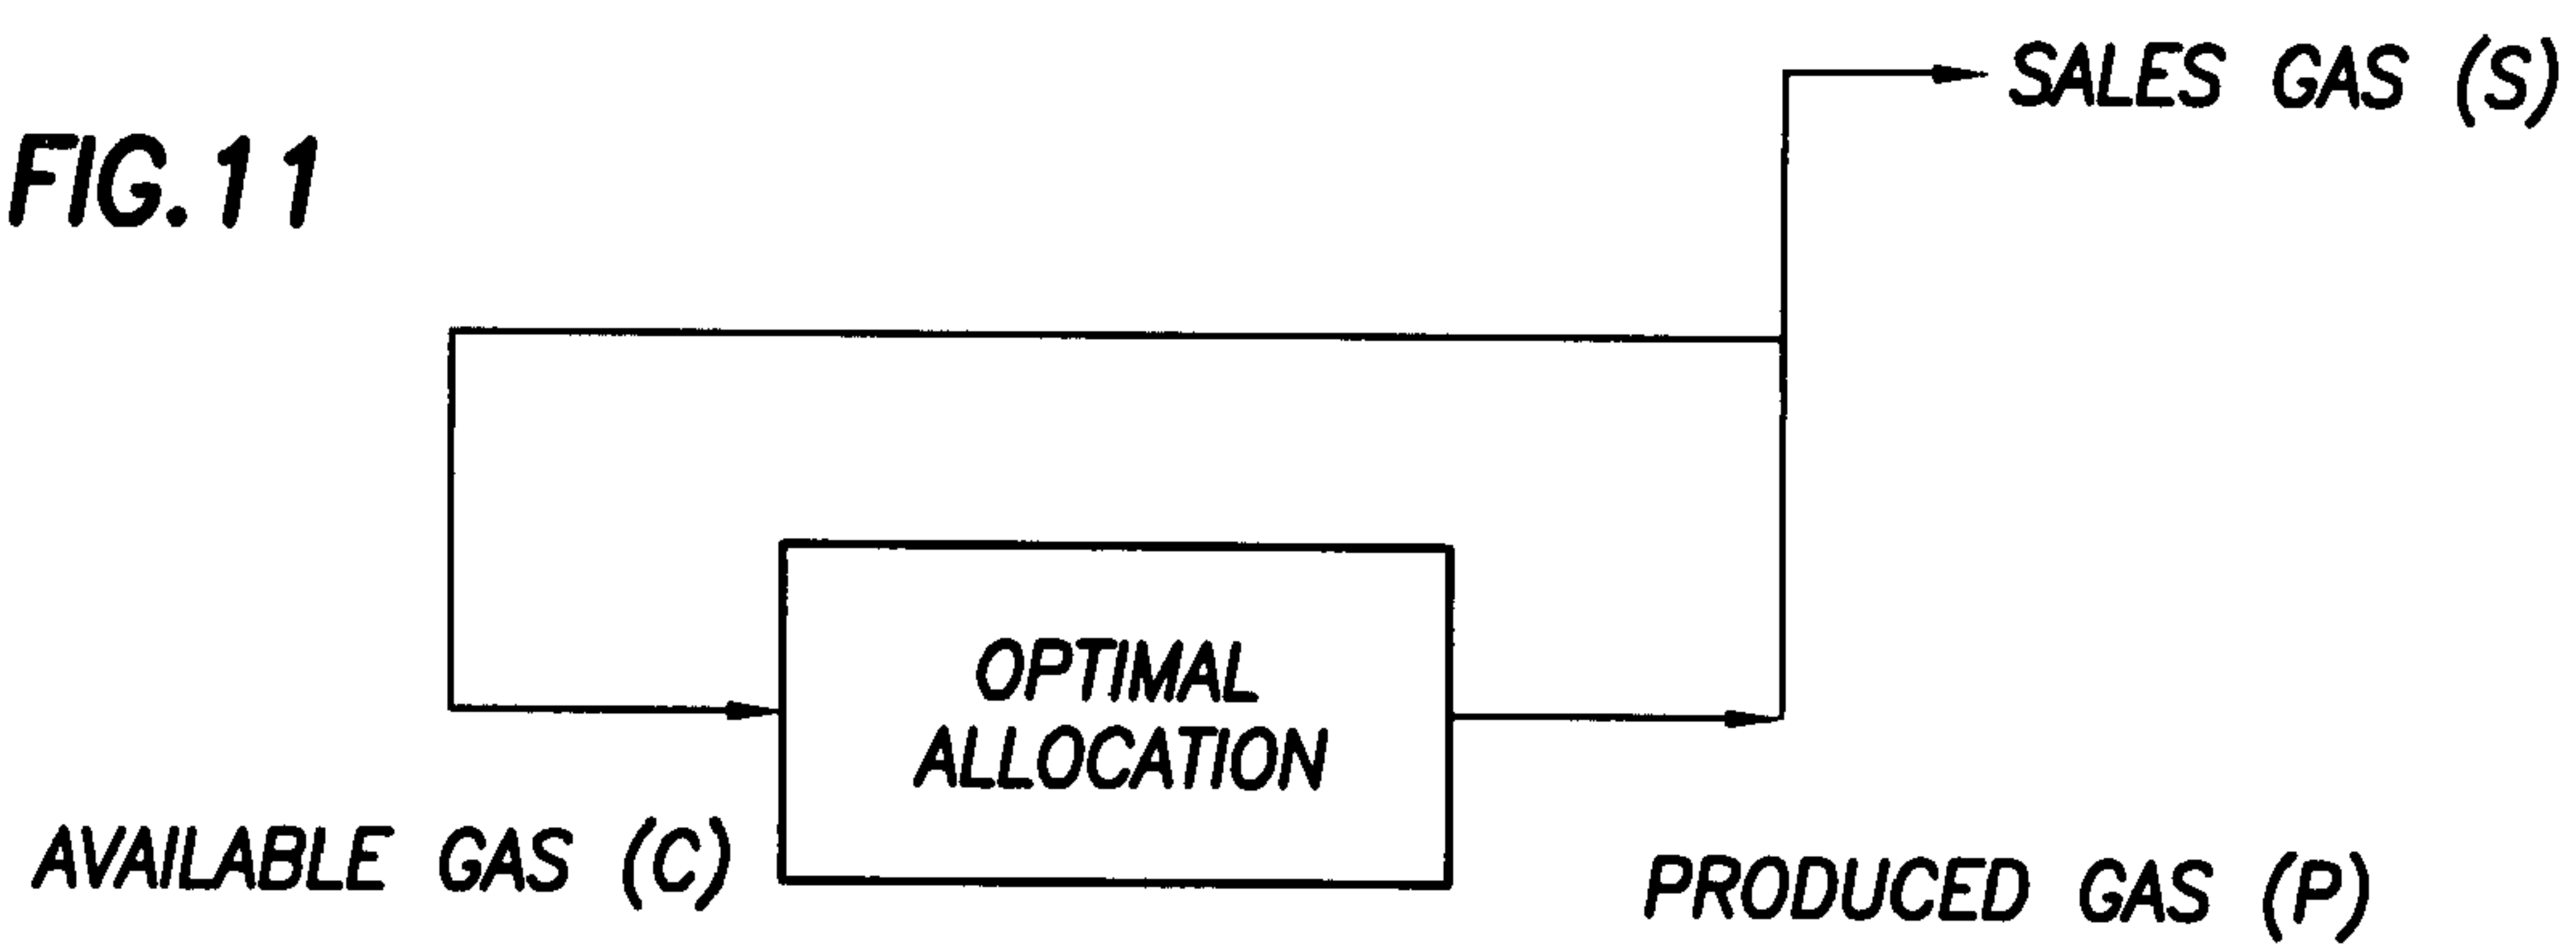 SALES GAS (S)
FIG.11
OPTIMAL
ALLOCATION
AVAILABLE GAS (C)
PRODUCED GAS (P)